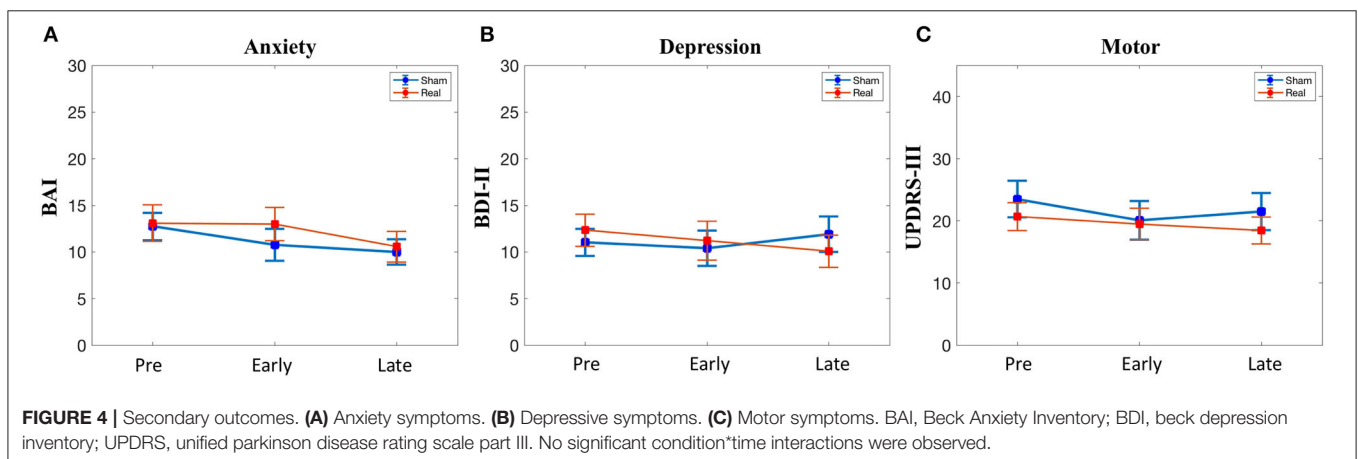 A
Anxiety
30
25
20
15
10
5
0
BAI
Pre Early Late
Sham
Real
B
Depression
30
25
20
15
10
5
0
BDI-II
Pre Early Late
Sham
Real
C
Motor
40
30
20
10
0
UPDRS-III
Pre Early Late
Sham
Real
FIGURE 4 | Secondary outcomes. (A) Anxiety symptoms. (B) Depressive symptoms. (C) Motor symptoms. BAI, Beck Anxiety Inventory; BDI, beck depression
inventory; UPDRS, unified parkinson disease rating scale part III. No significant condition*time interactions were observed.